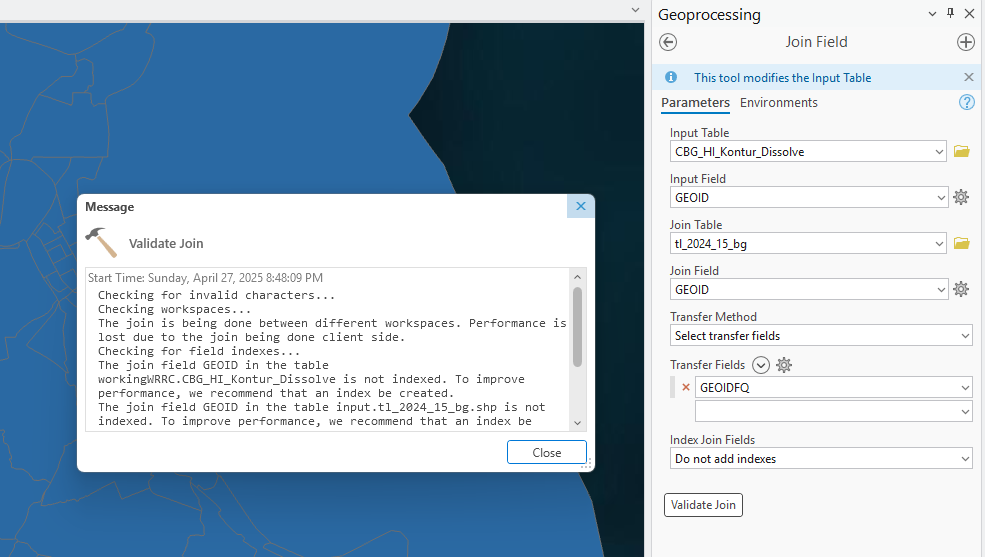 Geoprocessing
Join Field
This tool modifies the Input Table
Parameters Environments
Input Table
CBG_HI_Kontur_Dissolve
Input Field
GEOID
Join Table
tl_2024_15_bg
Join Field
GEOID
Transfer Method
Select transfer fields
Transfer Fields
GEOIDFQ
Index Join Fields
Do not add indexes
Validate Join
Message
Validate Join
Start Time: Sunday, April 27, 2025 8:48:09 PM
Checking for invalid characters...
Checking workspaces...
The join is being done between different workspaces. Performance is
lost due to the join being done client side.
Checking for field indexes...
The join field GEOID in the table
workingWRRC.CBG_HI_Kontur_Dissolve is not indexed. To improve
performance, we recommend that an index be created.
The join field GEOID in the table input.tl_2024_15_bg.shp is not
indexed. To improve performance, we recommend that an index be
Close